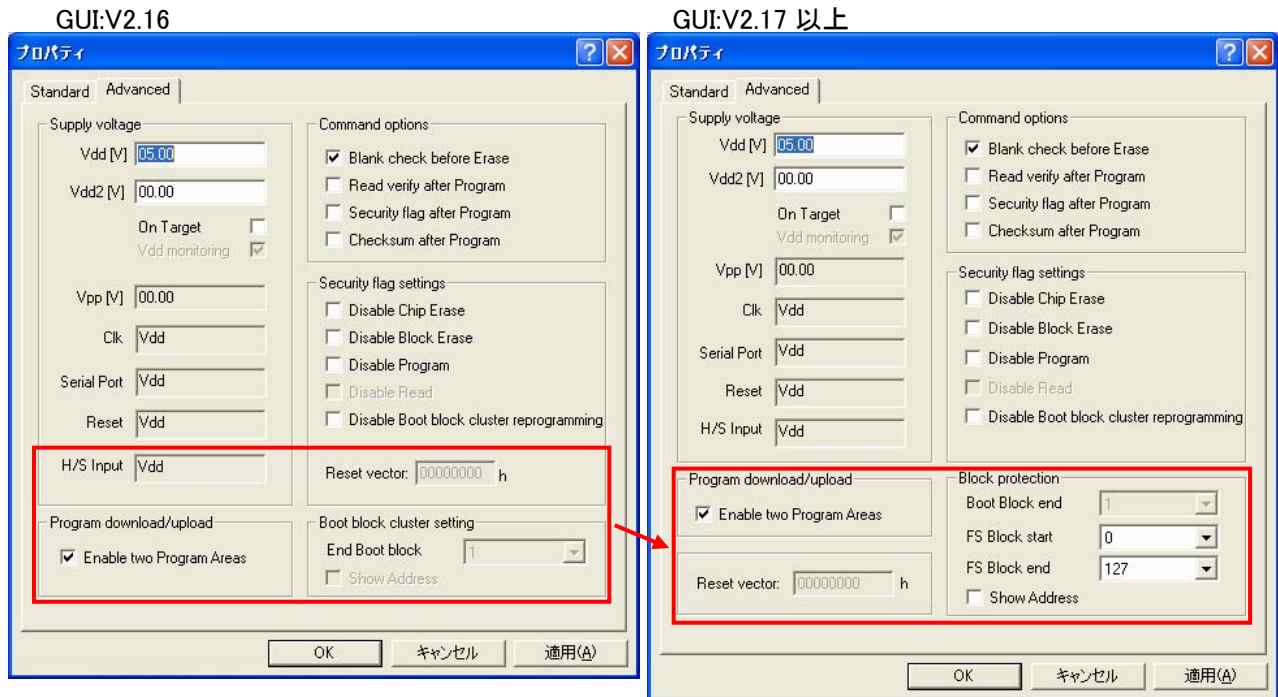 GUI:V2.16
プロパティ
Standard
Advanced
Supply voltage
Vdd [V] 05.00
Vdd2 [V] 00.00
On Target
Vdd monitoring
Vpp [V] 00.00
Clk Vdd
Serial Port Vdd
Reset Vdd
H/S Input Vdd
Command options
Blank check before Erase
Read verify after Program
Security flag after Program
Checksum after Program
Security flag settings
Disable Chip Erase
Disable Block Erase
Disable Program
Disable Read
Disable Boot block cluster reprogramming
Reset vector: 00000000 h
Program download/upload
Enable two Program Areas
Boot block cluster setting
End Boot block 1
Show Address
OK
キャンセル
適用(A)
GUI:V2.17 以上
プロパティ
Standard
Advanced
Supply voltage
Vdd [V] 05.00
Vdd2 [V] 00.00
On Target
Vdd monitoring
Vpp [V] 00.00
Clk Vdd
Serial Port Vdd
Reset Vdd
H/S Input Vdd
Command options
Blank check before Erase
Read verify after Program
Security flag after Program
Checksum after Program
Security flag settings
Disable Chip Erase
Disable Block Erase
Disable Program
Disable Read
Disable Boot block cluster reprogramming
Program download/upload
Enable two Program Areas
Reset vector: 00000000 h
Block protection
Boot Block end 1
FS Block start 0
FS Block end 127
Show Address
OK
キャンセル
適用(A)